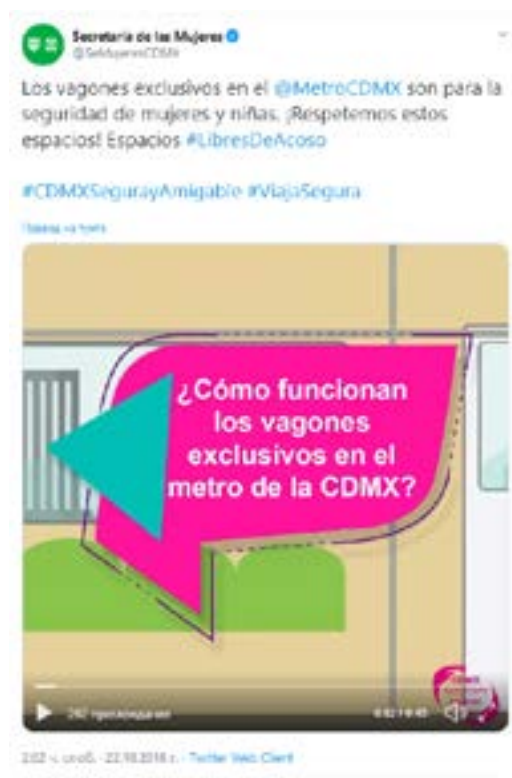 Secretaría de las Mujeres
@SeMujeresCDMX
Los vagones exclusivos en el @MetroCDMX son para la
seguridad de mujeres y niñas. ¡Respetemos estos
espacios! Espacios #LibresDeAcoso
#CDMXSegurayAmigable #ViajaSegura
¿Cómo funcionan
los vagones
exclusivos en el
metro de la CDMX?
Twitter Web Client